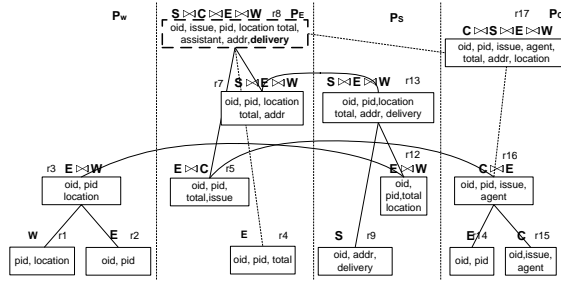 Pw
S⋈C⋈E⋈W r8 PE
oid, issue, pid, location total,
assistant, addr,delivery
PS
r17
C⋈S⋈E⋈W
oid, pid, issue, agent,
total, addr, location
r7
S⋈E⋈W
oid, pid, location
total, addr
S⋈E⋈W r13
oid, pid,location
total, addr, delivery
r3 E⋈W
oid, pid
location
E⋈C r5
oid, pid,
total,issue
r12
E⋈W
oid,
pid,total
location
r16
C⋈E
oid, pid, issue,
agent
W r1
pid, location
E r2
oid, pid
E r4
oid, pid, total
S r9
oid, addr,
delivery
E r14
oid, pid
C r15
oid,issue,
agent